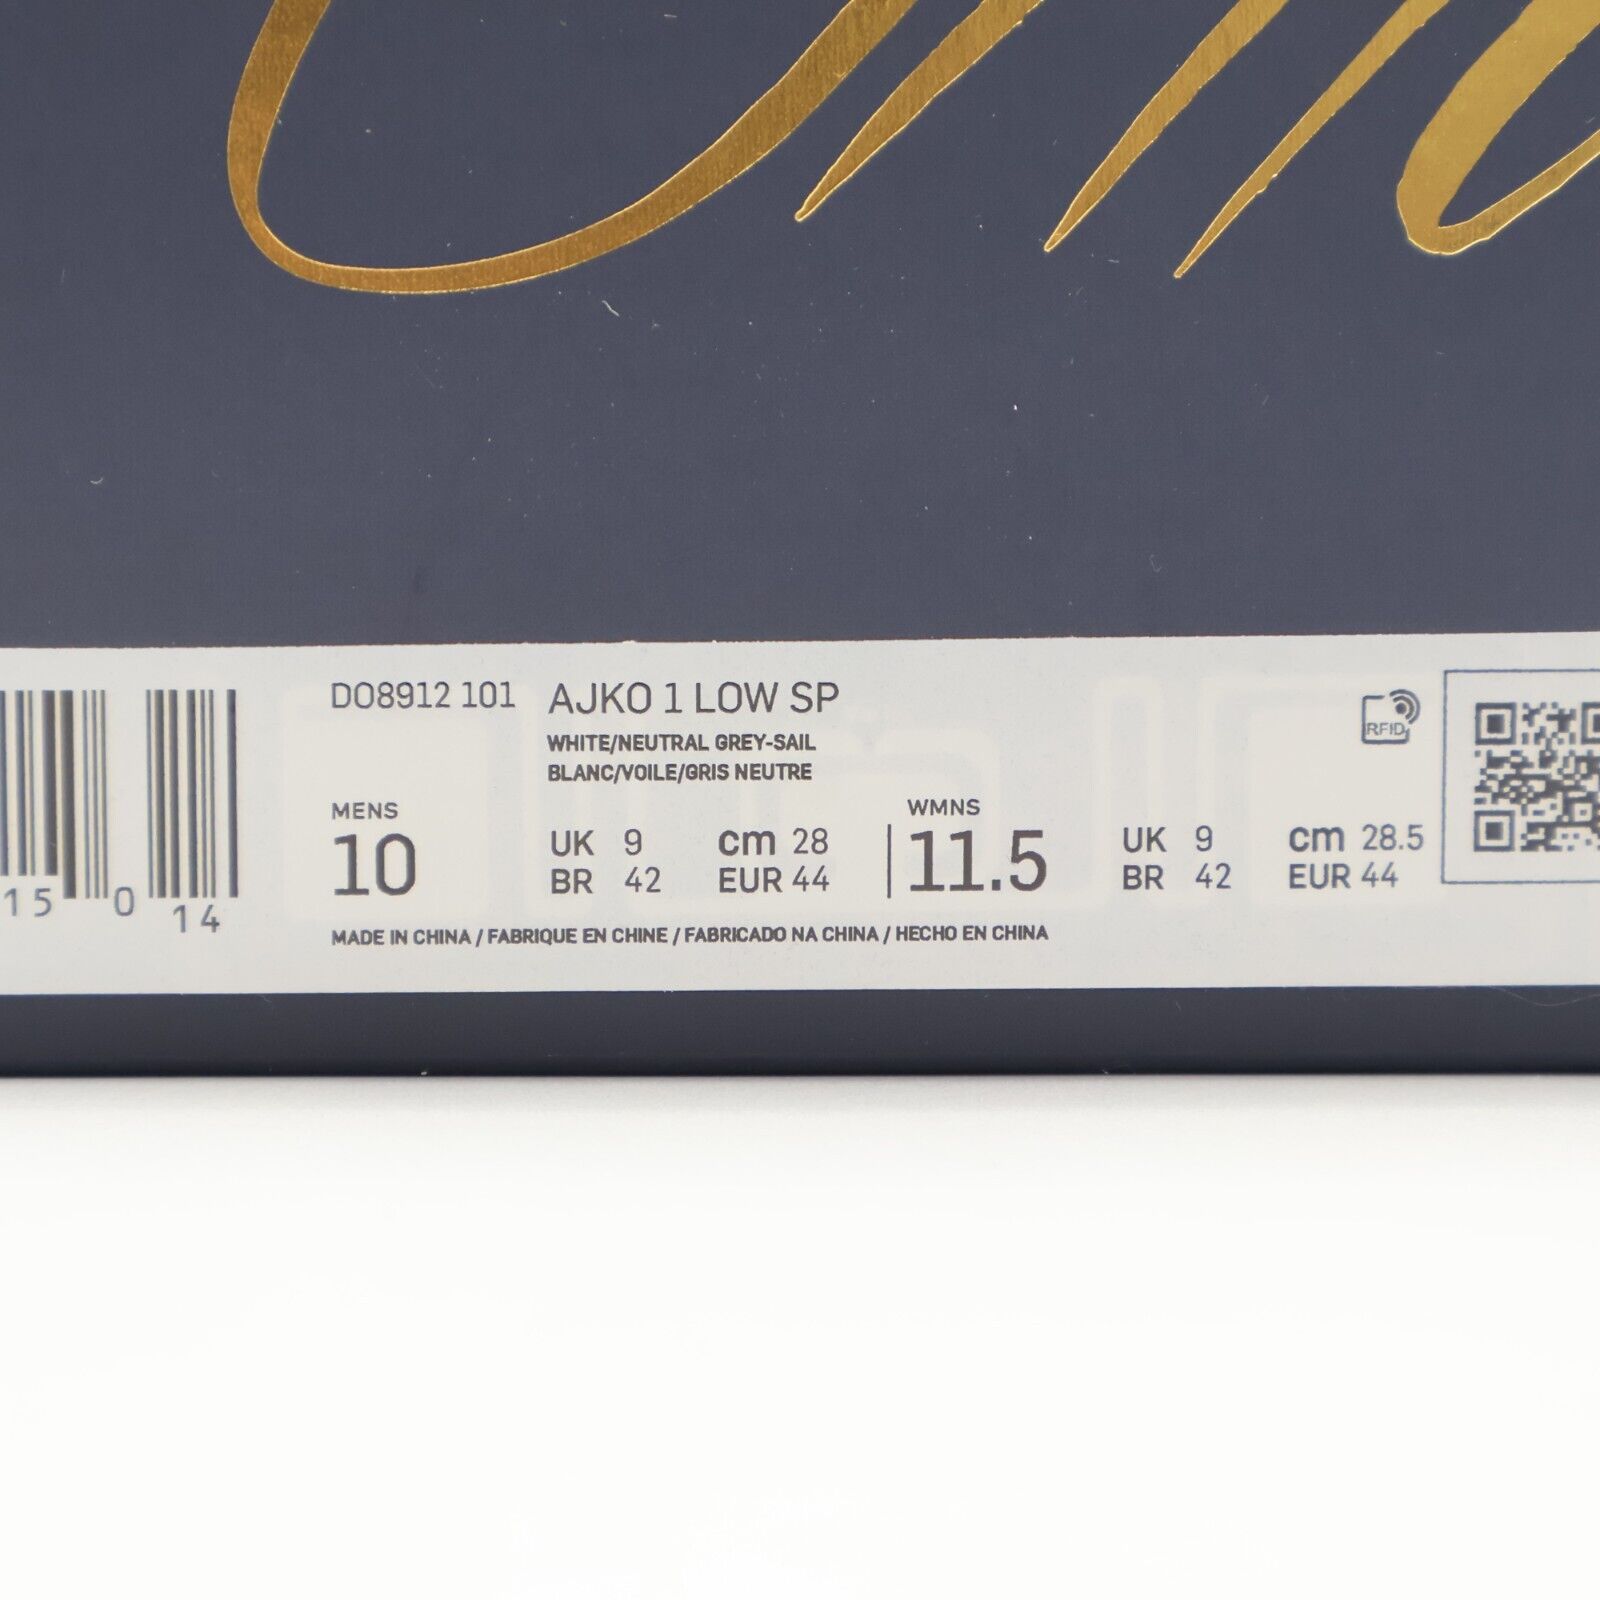 DO8912 101 AJKO 1 LOW SP
RFID
WHITE/NEUTRAL GREY-SAIL
BLANC/VOILE/GRIS NEUTRE
MENS
10
UK 9 cm 28
BR 42 EUR 44
WMNS
11.5
UK 9 cm 28.5
BR 42 EUR 44
15 0 14
MADE IN CHINA / FABRIQUE EN CHINE / FABRICADO NA CHINA / HECHO EN CHINA